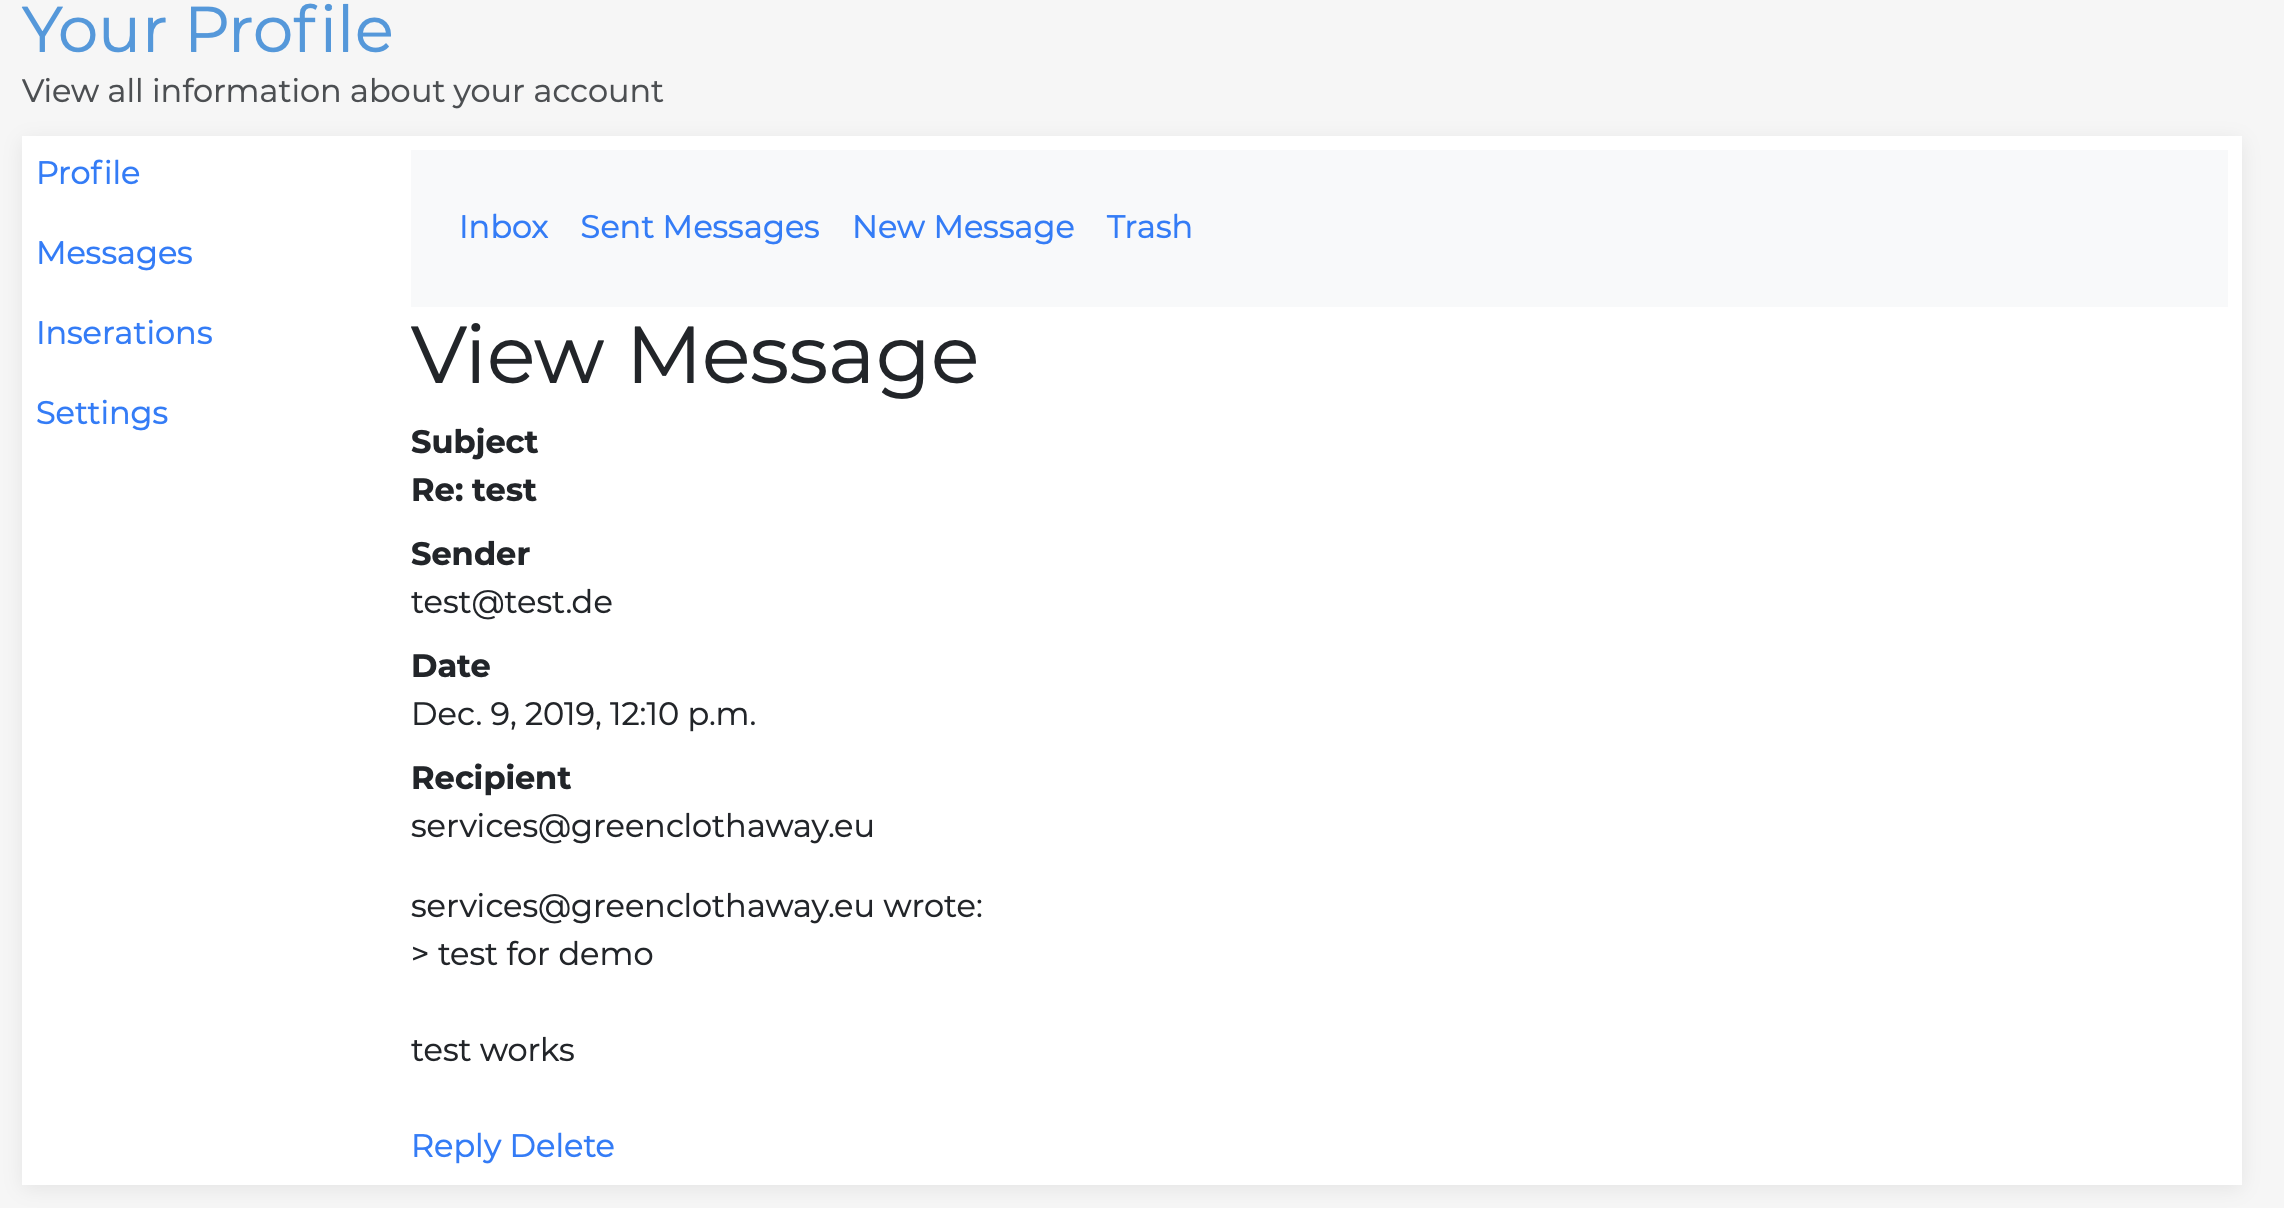 Your Profile
View all information about your account
Profile
Messages
Inserations
Settings
Inbox Sent Messages New Message Trash
View Message
Subject
Re: test
Sender
test@test.de
Date
Dec. 9, 2019, 12:10 p.m.
Recipient
services@greenclothaway.eu
services@greenclothaway.eu wrote:
> test for demo
test works
Reply Delete